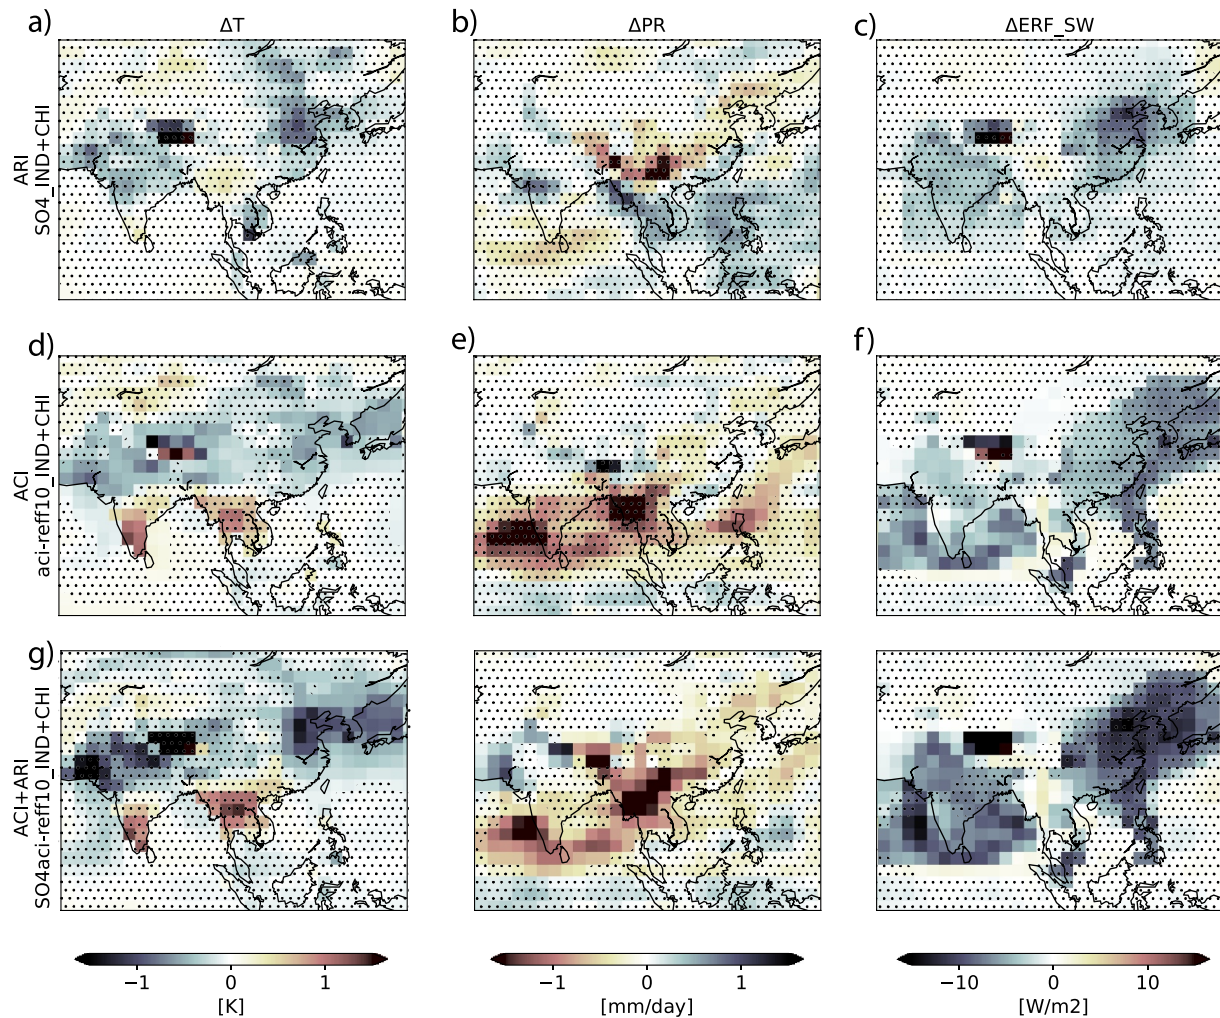 a)
ΔT
b)
ΔPR
c)
ΔERF_SW
ARI
SO4_IND+CHI
d)
e)
f)
ACI
aci-reff10_IND+CHI
g)
ACI+ARI
SO4aci-reff10_IND+CHI
−1 0 1
[K]
−1 0 1
[mm/day]
−10 0 10
[W/m2]